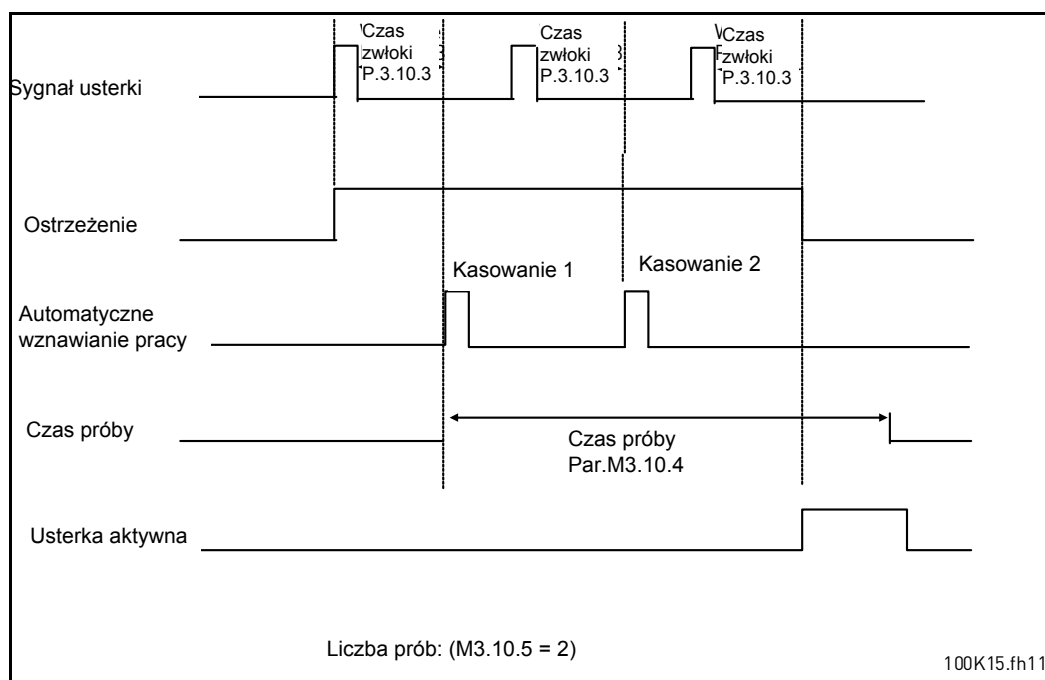 Czas
zwłoki
P.3.10.3
Czas
zwłoki
P.3.10.3
Czas
zwłoki
P.3.10.3
Sygnał usterki
Ostrzeżenie
Kasowanie 1
Kasowanie 2
Automatyczne
wznawianie pracy
Czas próby
Czas próby
Par.M3.10.4
Usterka aktywna
Liczba prób: (M3.10.5 = 2)
100K15.fh11